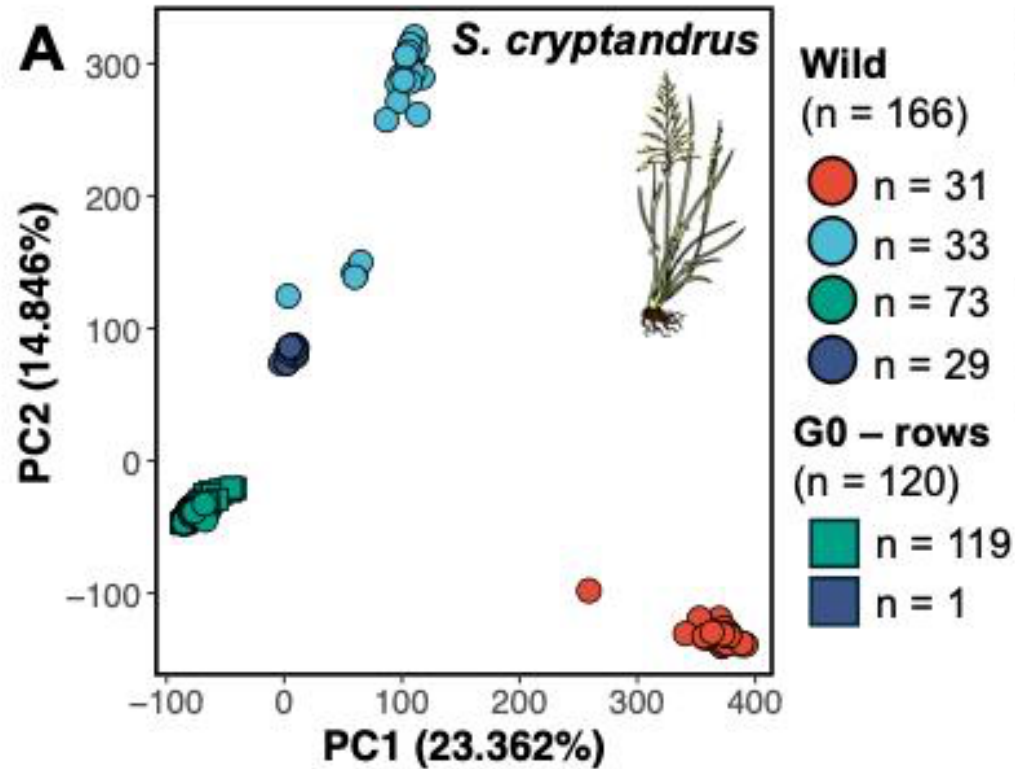 A
S. cryptandrus
300
200
100
0
−100
PC2 (14.846%)
−100 0 100 200 300 400
PC1 (23.362%)
Wild
(n = 166)
n = 31
n = 33
n = 73
n = 29
G0 – rows
(n = 120)
n = 119
n = 1